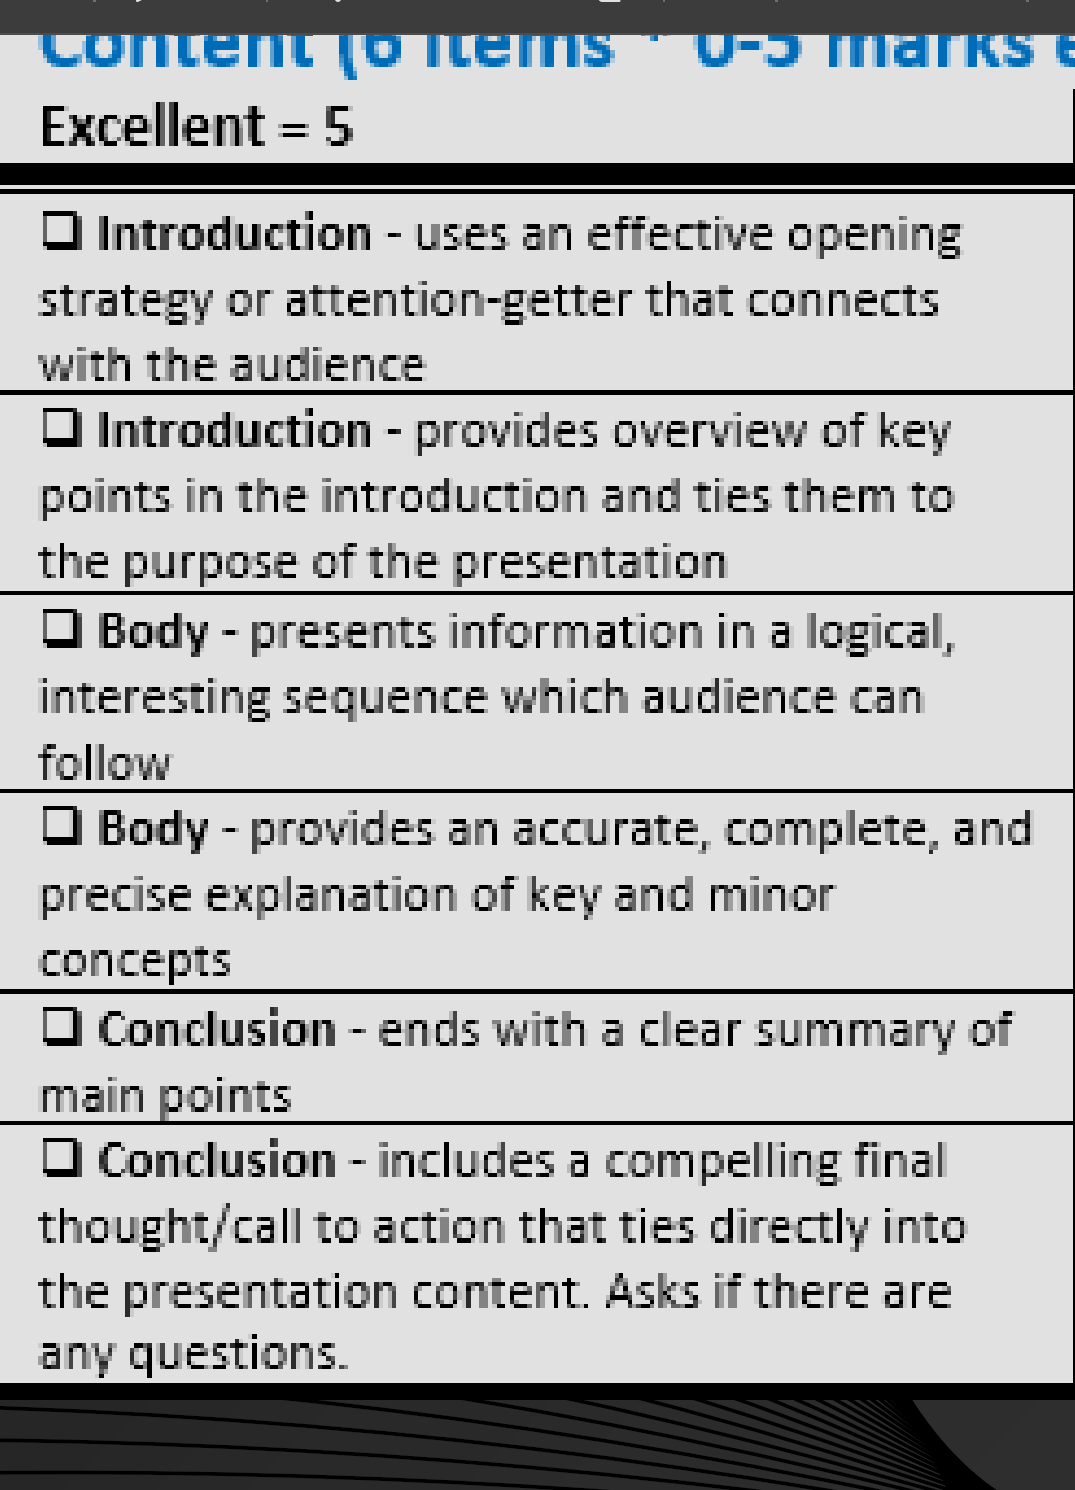 Content (6 items * 0-5 marks
Excellent = 5
❑ Introduction - uses an effective opening
strategy or attention-getter that connects
with the audience
❑ Introduction - provides overview of key
points in the introduction and ties them to
the purpose of the presentation
❑ Body - presents information in a logical,
interesting sequence which audience can
follow
❑ Body - provides an accurate, complete, and
precise explanation of key and minor
concepts
❑ Conclusion - ends with a clear summary of
main points
❑ Conclusion - includes a compelling final
thought/call to action that ties directly into
the presentation content. Asks if there are
any questions.